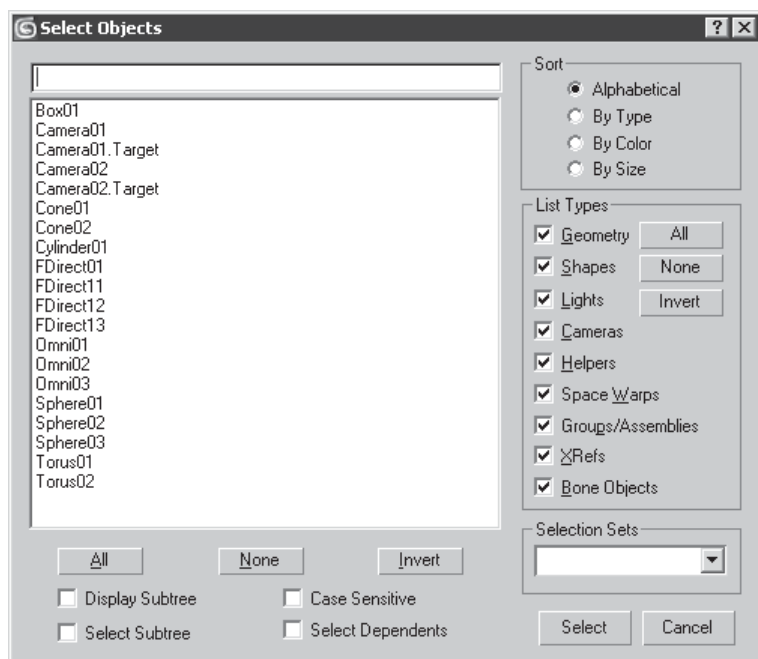 Select Objects
Box01
Camera01
Camera01.Target
Camera02
Camera02.Target
Cone01
Cone02
Cylinder01
FDirect01
FDirect11
FDirect12
FDirect13
Omni01
Omni02
Omni03
Sphere01
Sphere02
Sphere03
Torus01
Torus02
All None Invert
Display Subtree Case Sensitive
Select Subtree Select Dependents
Sort
Alphabetical
By Type
By Color
By Size
List Types
Geometry All
Shapes None
Lights Invert
Cameras
Helpers
Space Warps
Groups/Assemblies
XRefs
Bone Objects
Selection Sets
Select Cancel